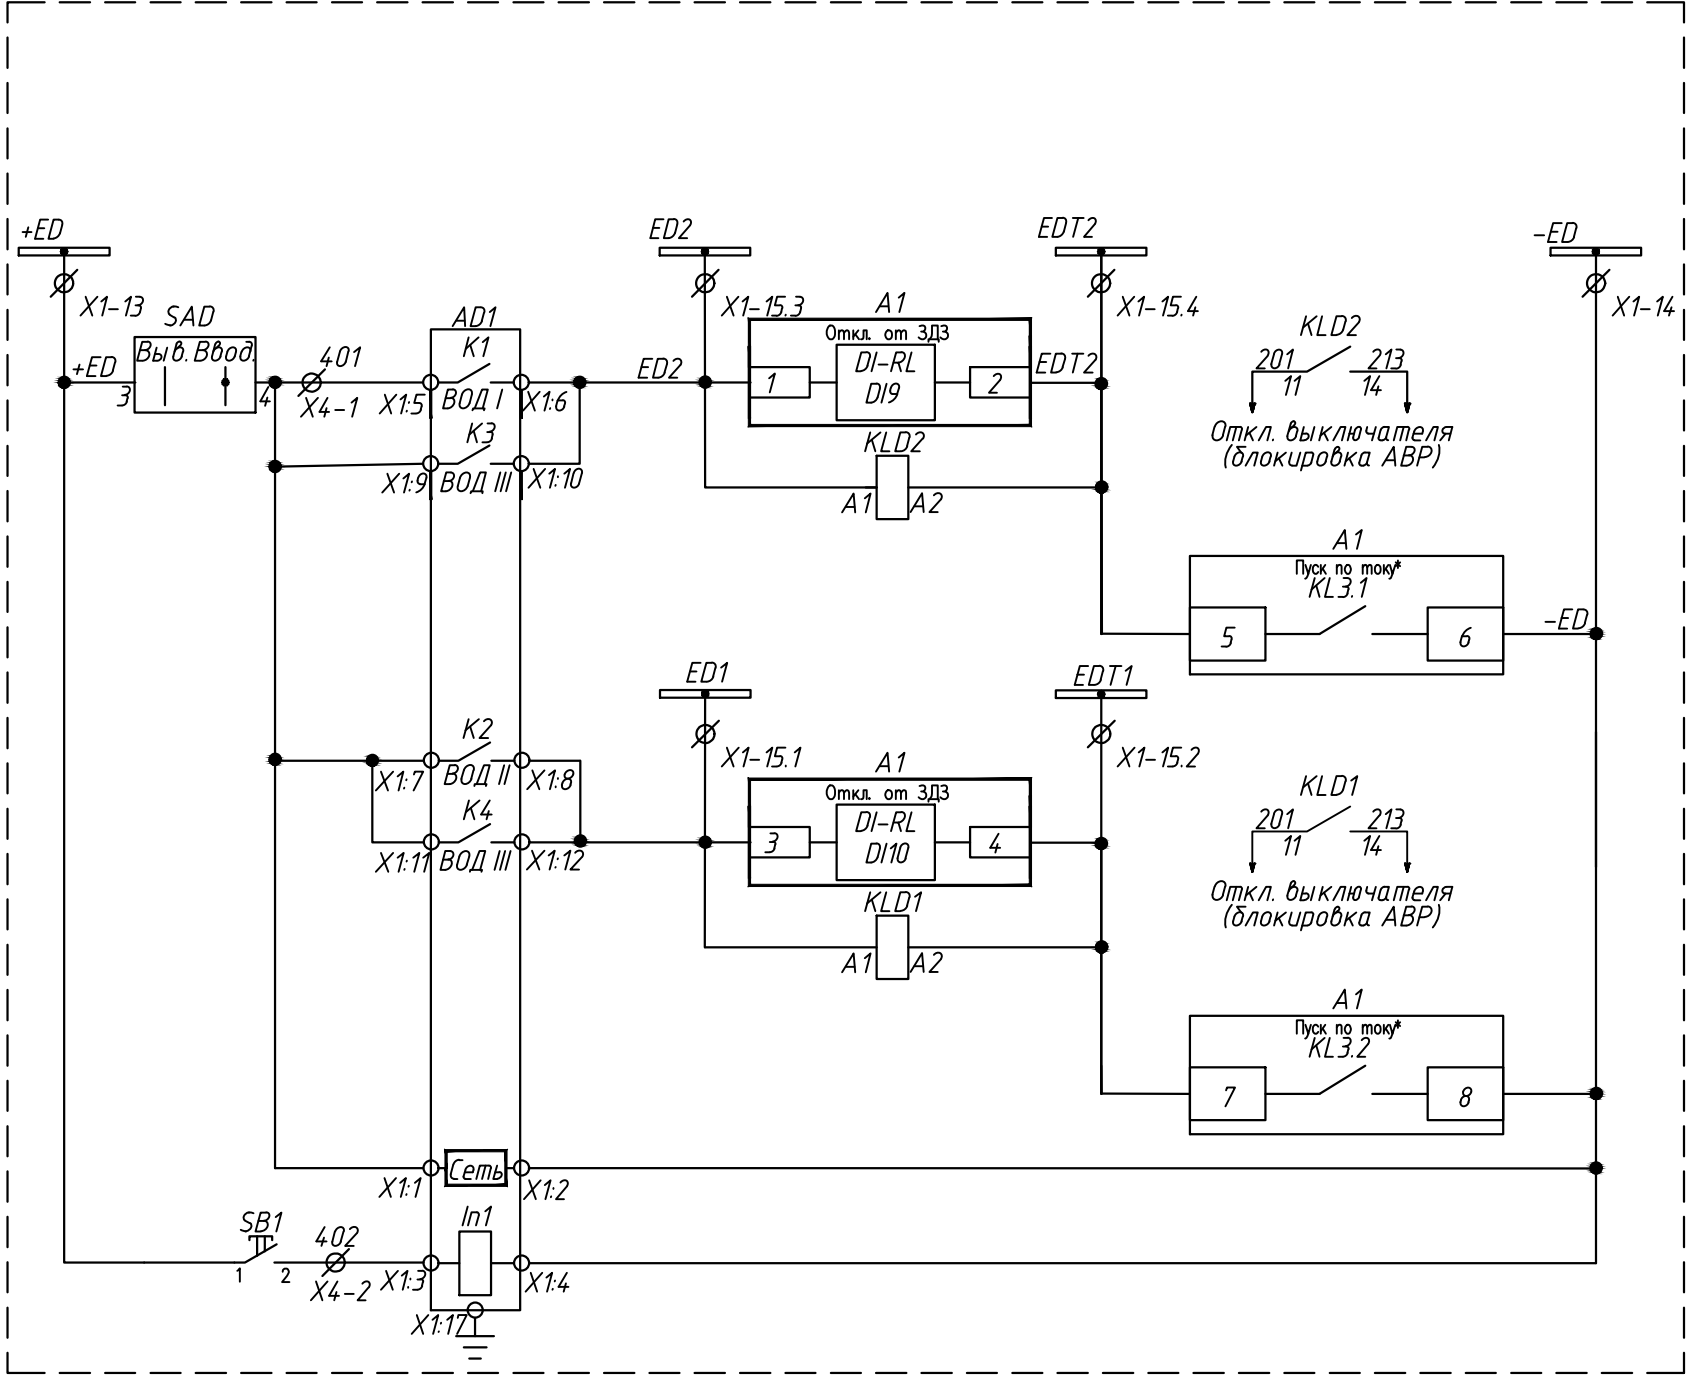 +ED
ED2
EDT2
-ED
X1-13
X1-15.3
X1-15.4
X1-14
SAD
Выв. Ввод.
+ED
3
4
401
X4-1
AD1
K1
X1:5
ВОД I
X1:6
K3
X1:9
ВОД III
X1:10
ED2
A1
Откл. от ЗДЗ
1
DI-RL
DI9
2
EDT2
KLD2
A1
A2
KLD2
201
213
11
14
Откл. выключателя
(блокировка АВР)
A1
Пуск по току*
KL3.1
5
6
-ED
ED1
EDT1
X1-15.1
X1-15.2
K2
X1:7
ВОД II
X1:8
K4
X1:11
ВОД III
X1:12
A1
Откл. от ЗДЗ
3
DI-RL
DI10
4
KLD1
A1
A2
KLD1
201
213
11
14
Откл. выключателя
(блокировка АВР)
A1
Пуск по току*
KL3.2
7
8
Сеть
X1:1
X1:2
SB1
1
2
402
X4-2
In1
X1:3
X1:4
X1:17